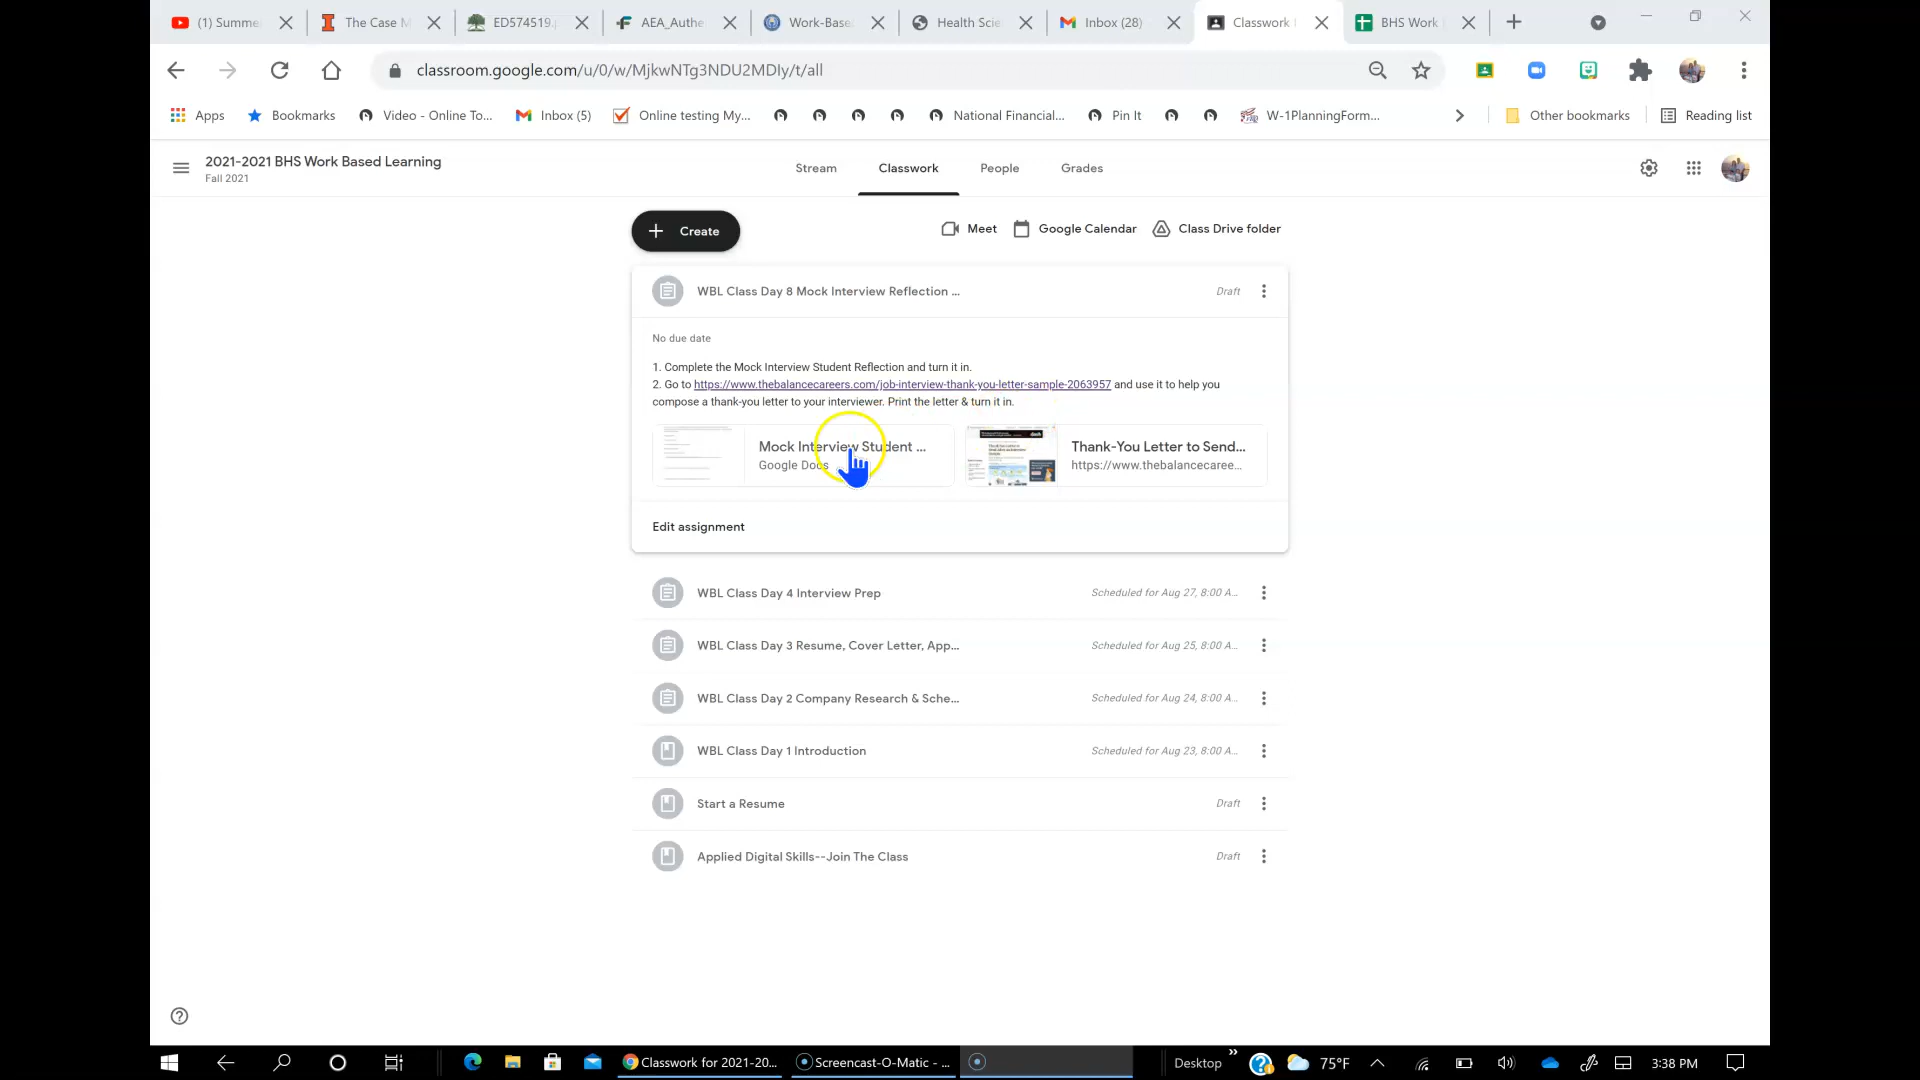 (1) Summe
The Case M
ED574519.p
AEA_Authe
Work-Base
Health Scie
Inbox (28)
Classwork
BHS Work
classroom.google.com/u/0/w/MjkwNTg3NDU2MDIy/t/all
Apps
Bookmarks
Video - Online To...
Inbox (5)
Online testing My...
National Financial...
Pin It
W-1PlanningForm...
Other bookmarks
Reading list
2021-2021 BHS Work Based Learning
Fall 2021
Stream
Classwork
People
Grades
Create
Meet
Google Calendar
Class Drive folder
WBL Class Day 8 Mock Interview Reflection ...
Draft
No due date
1. Complete the Mock Interview Student Reflection and turn it in.
2. Go to https://www.thebalancecareers.com/job-interview-thank-you-letter-sample-2063957 and use it to help you
compose a thank-you letter to your interviewer. Print the letter & turn it in.
Mock Interview Student ...
Google Docs
Thank-You Letter to Send...
https://www.thebalancecaree...
Edit assignment
WBL Class Day 4 Interview Prep
Scheduled for Aug 27, 8:00 A...
WBL Class Day 3 Resume, Cover Letter, App...
Scheduled for Aug 25, 8:00 A...
WBL Class Day 2 Company Research & Sche...
Scheduled for Aug 24, 8:00 A...
WBL Class Day 1 Introduction
Scheduled for Aug 23, 8:00 A...
Start a Resume
Draft
Applied Digital Skills--Join The Class
Draft
Classwork for 2021-20...
Screencast-O-Matic - ...
Desktop
75°F
3:38 PM